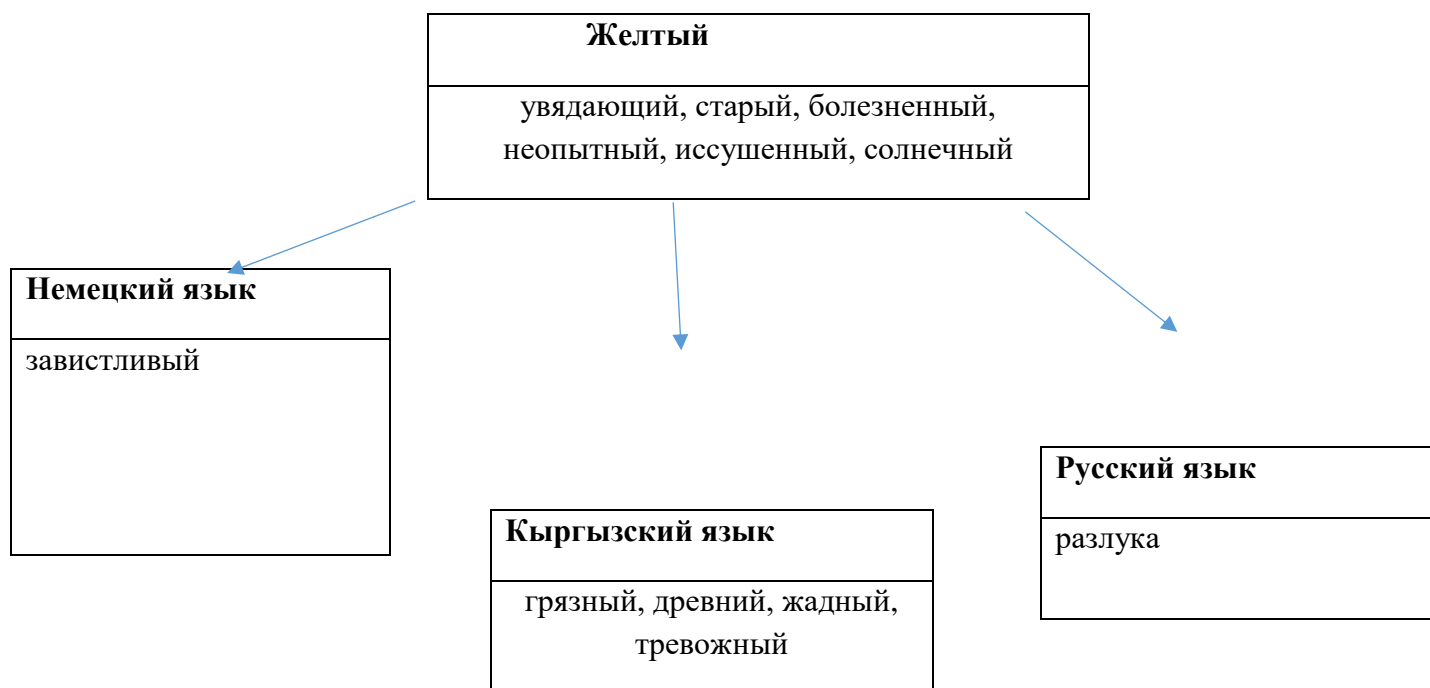 Желтый
увядающий, старый, болезненный,
неопытный, иссушенный, солнечный
Немецкий язык
завистливый
Кыргызский язык
грязный, древний, жадный,
тревожный
Русский язык
разлука